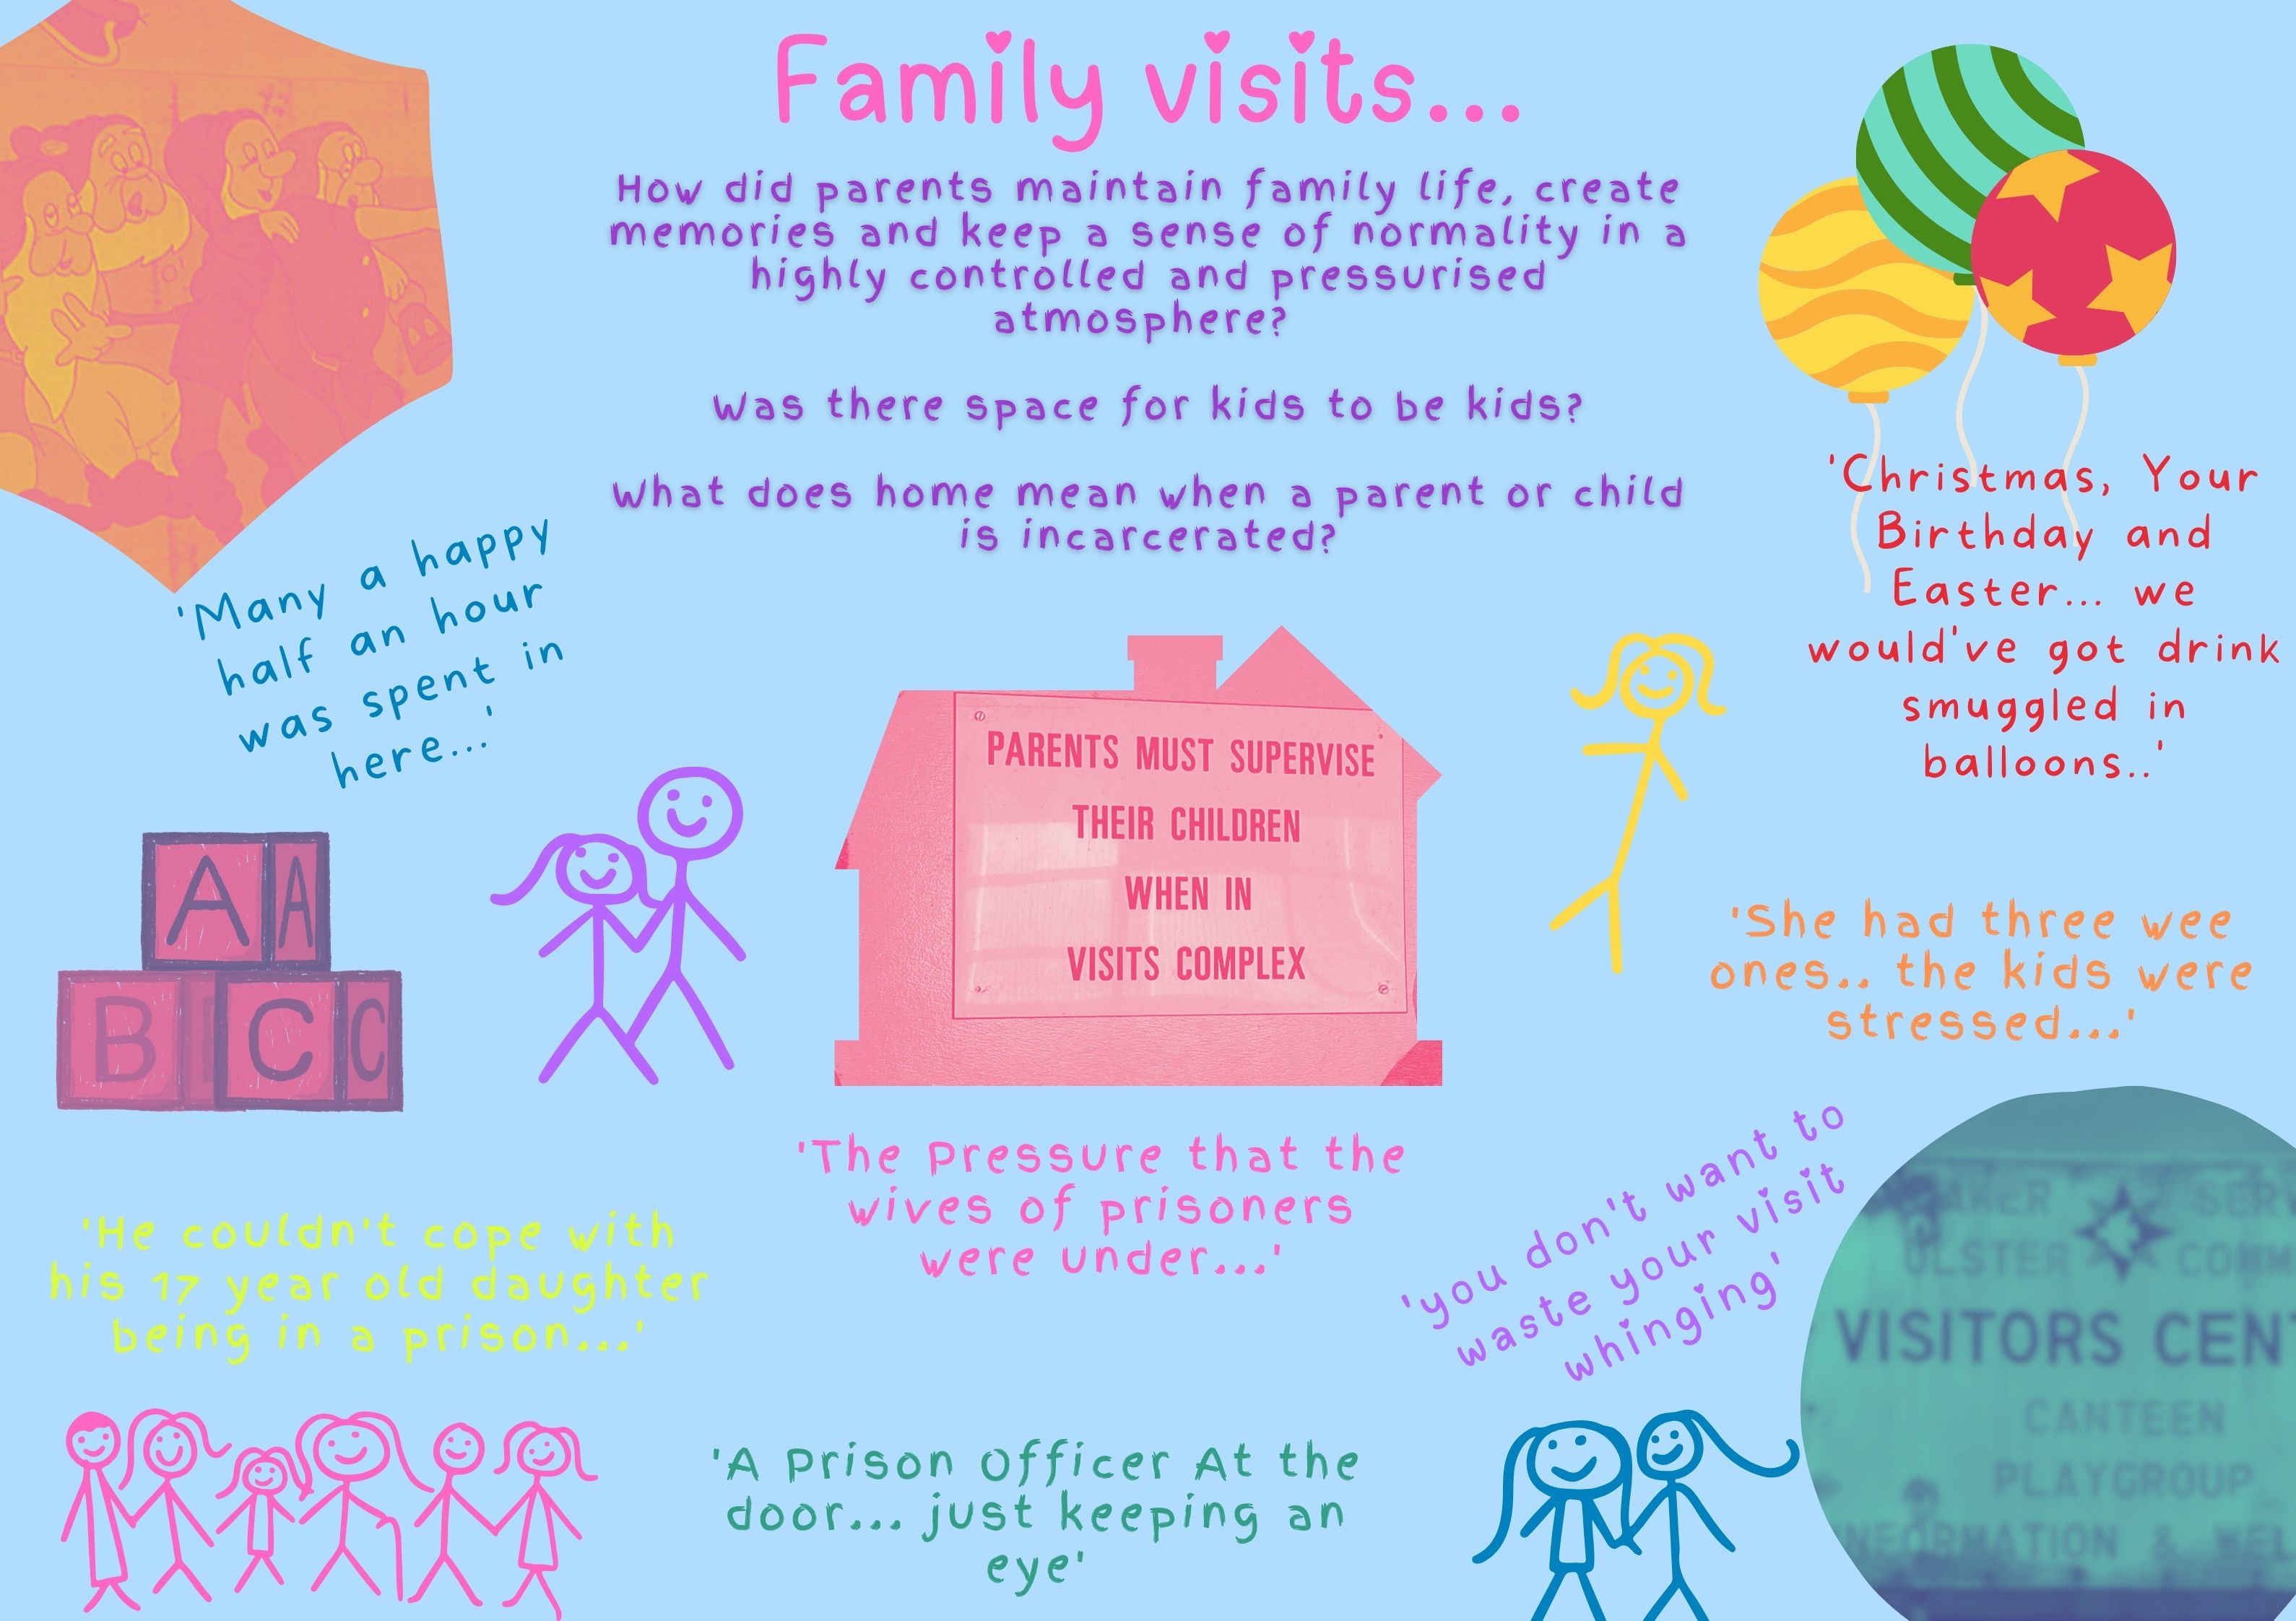 Family visits...
How did parents maintain family life, create
memories and keep a sense of normality in a
highly controlled and pressurised
atmosphere?
Was there space for kids to be kids?
What does home mean when a parent or child
is incarcerated?
'Christmas, Your
Birthday and
Easter... we
would've got drink
smuggled in
balloons..'
'Many a happy
half an hour
was spent in
here...'
PARENTS MUST SUPERVISE
THEIR CHILDREN
WHEN IN
VISITS COMPLEX
A A
B C C
'She had three wee
ones.. the kids were
stressed...'
'The Pressure that the
wives of prisoners
were under...'
'you don't want to
waste your visit
whinging'
'He couldn't cope with
his 17 year old daughter
being in a prison...'
'A Prison Officer At the
door... just keeping an
eye'
ULSTER COMM
VISITORS CENT
CANTEEN
PLAYGROUP
& WEL